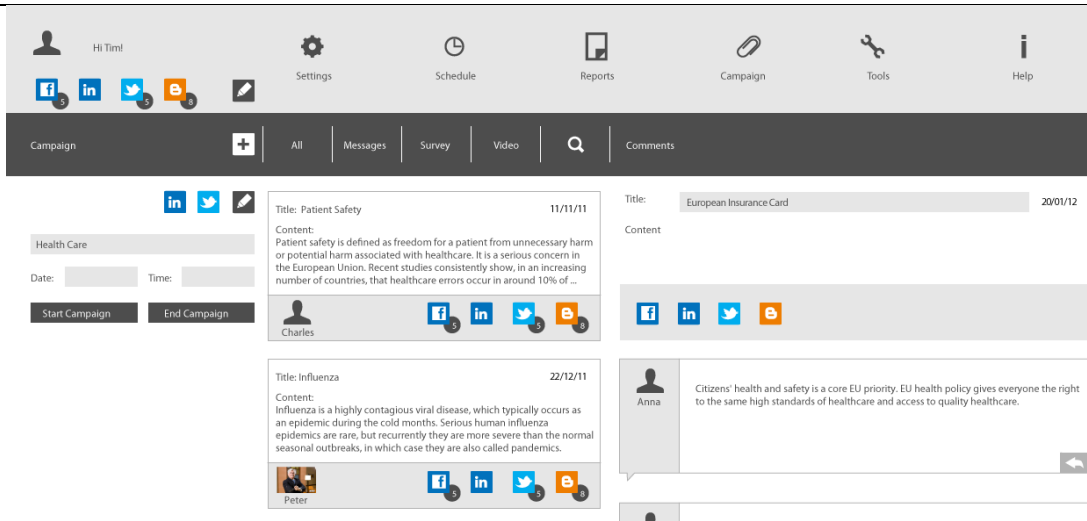 Hi Tim!
Settings
Schedule
Reports
Campaign
Tools
Help
5
5
8
Campaign
All
Messages
Survey
Video
Comments
Health Care
Date:
Time:
Start Campaign
End Campaign
Title: Patient Safety
11/11/11
Content:
Patient safety is defined as freedom for a patient from unnecessary harm
or potential harm associated with healthcare. It is a serious concern in
the European Union. Recent studies consistently show, in an increasing
number of countries, that healthcare errors occur in around 10% of ...
Charles
5
5
8
Title: Influenza
22/12/11
Content:
Influenza is a highly contagious viral disease, which typically occurs as
an epidemic during the cold months. Serious human influenza
epidemics are rare, but recurrently they are more severe than the normal
seasonal outbreaks, in which case they are also called pandemics.
Peter
5
5
8
Title:
European Insurance Card
20/01/12
Content
Anna
Citizens' health and safety is a core EU priority. EU health policy gives everyone the right
to the same high standards of healthcare and access to quality healthcare.